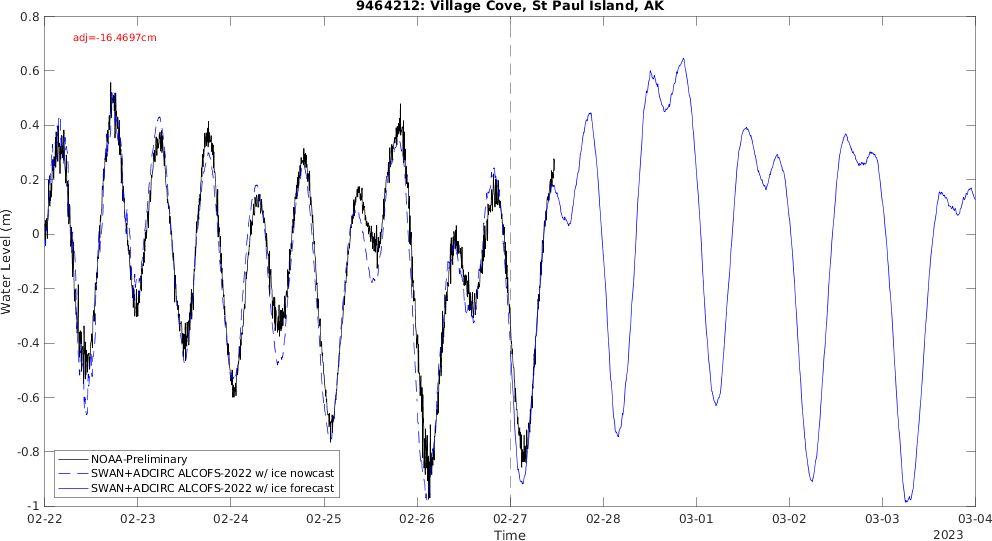 9464212: Village Cove, St Paul Island, AK
adj=-16.4697cm
Water Level (m)
0.8
0.6
0.4
0.2
0
-0.2
-0.4
-0.6
-0.8
-1
NOAA-Preliminary
SWAN+ADCIRC ALCOFS-2022 w/ ice nowcast
SWAN+ADCIRC ALCOFS-2022 w/ ice forecast
02-22 02-23 02-24 02-25 02-26 02-27 02-28 03-01 03-02 03-03 03-04
Time
2023